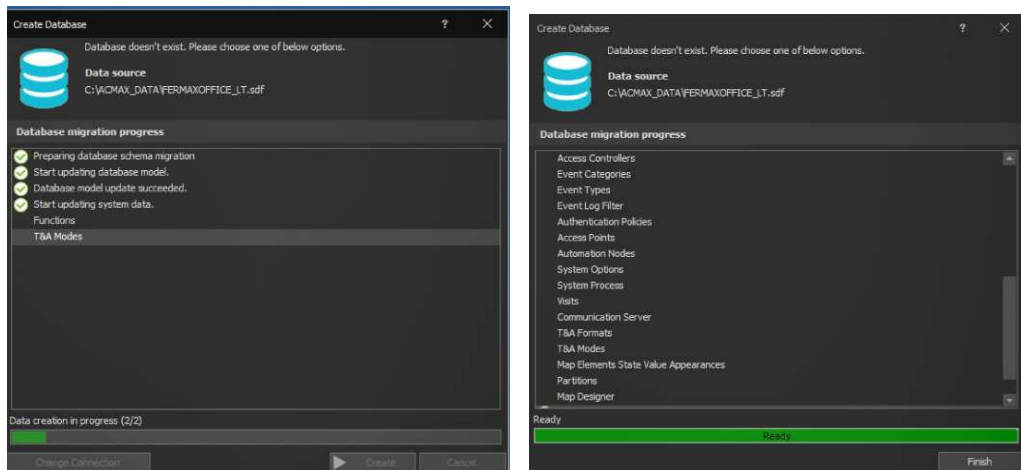 Create Database
?
Database doesn't exist. Please choose one of below options.
Data source
C:\ACMAX_DATA\FERMAXOFFICE_LT.sdf
Database migration progress
Preparing database schema migration
Start updating database model.
Database model update succeeded.
Start updating system data.
Functions
T&A Modes
Data creation in progress (2/2)
Change Connection
Create
Cancel
Create Database
?
Database doesn't exist. Please choose one of below options.
Data source
C:\ACMAX_DATA\FERMAXOFFICE_LT.sdf
Database migration progress
Access Controllers
Event Categories
Event Types
Event Log Filter
Authentication Policies
Access Points
Automation Nodes
System Options
System Process
Visits
Communication Server
T&A Formats
T&A Modes
Map Elements State Value Appearances
Partitions
Map Designer
Ready
Ready
Finish